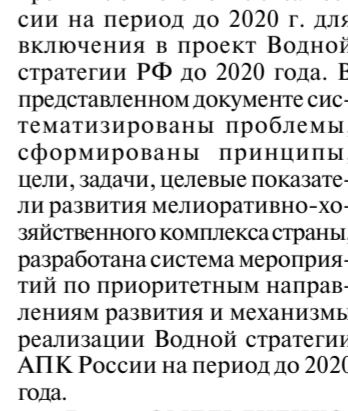 сии на период до 2020 г. для
включения в проект Водной
стратегии РФ до 2020 года. В
представленном документе сис-
тематизированы проблемы,
сформированы принципы,
цели, задачи, целевые показате-
ли развития мелиоративно-хо-
зяйственного комплекса страны,
разработана система мероприя-
тий по приоритетным направ-
лениям развития и механизмы
реализации Водной стратегии
АПК России на период до 2020
года.